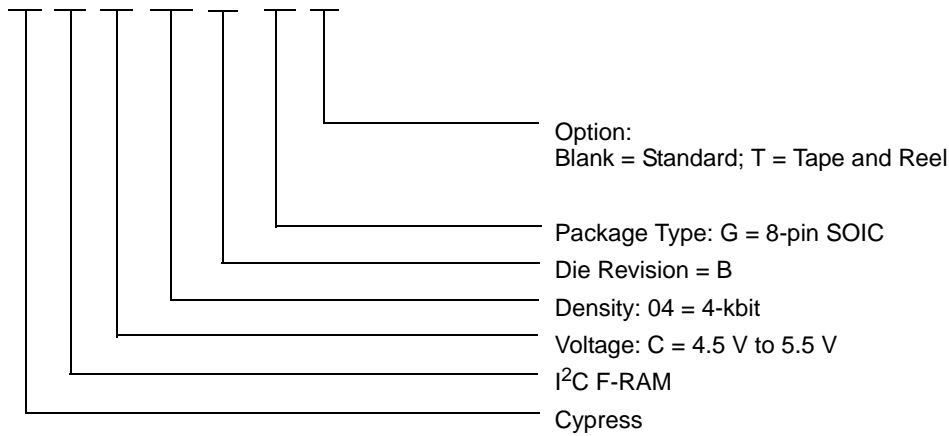 Option:
Blank = Standard; T = Tape and Reel
Package Type: G = 8-pin SOIC
Die Revision = B
Density: 04 = 4-kbit
Voltage: C = 4.5 V to 5.5 V
I²C F-RAM
Cypress